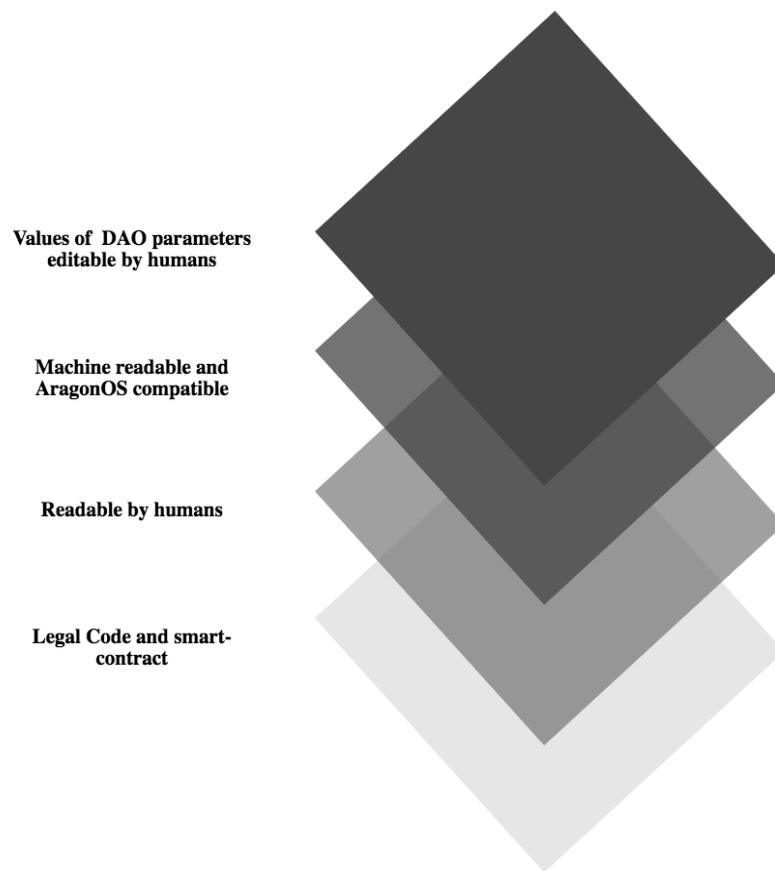 Values of DAO parameters
editable by humans
Machine readable and
AragonOS compatible
Readable by humans
Legal Code and smart-
contract